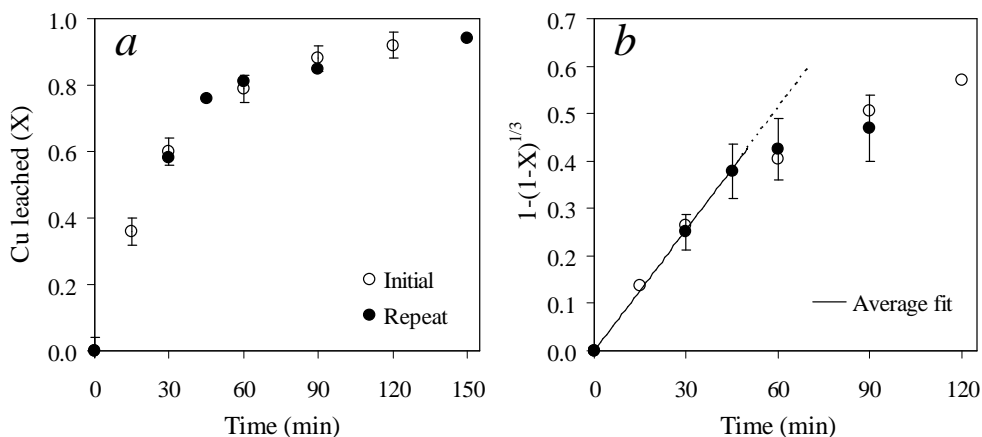 a
Cu leached (X)
1.0
0.8
0.6
0.4
0.2
0.0
Initial
Repeat
0 30 60 90 120 150
Time (min)
b
1-(1-X)^1/3
0.7
0.6
0.5
0.4
0.3
0.2
0.1
0.0
Average fit
0 30 60 90 120
Time (min)